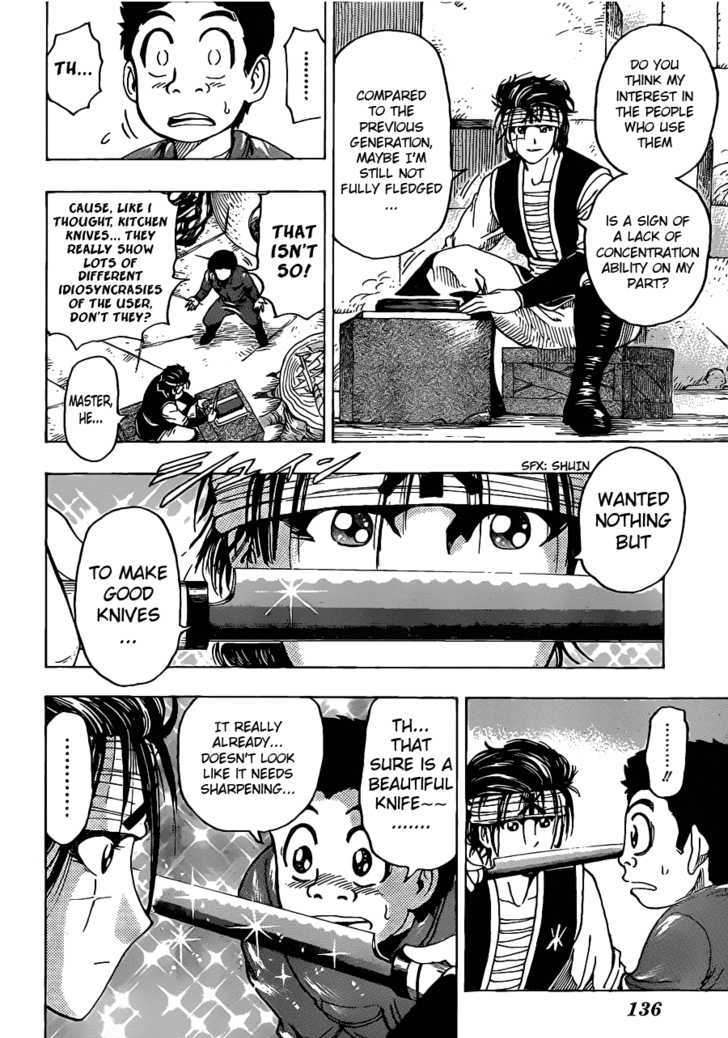 DO YOU
THINK MY
INTEREST IN
THE PEOPLE
WHO USE
THEM
IS A SIGN OF
A LACK OF
CONCENTRATION
ABILITY ON MY
PART?
COMPARED
TO THE
PREVIOUS
GENERATION,
MAYBE I'M
STILL NOT
FULLY FLEDGED
...
........
TH...
THAT
ISN'T
SO!
CAUSE, LIKE I
THOUGHT, KITCHEN
KNIVES... THEY
REALLY SHOW
LOTS OF
DIFFERENT
IDIOSYNCRASIES
OF THE USER,
DON'T THEY?
MASTER,
HE...
SFX: SHUIN
WANTED
NOTHING
BUT
TO MAKE
GOOD
KNIVES
...
......!!
TH...
THAT
SURE IS A
BEAUTIFUL
KNIFE~~
.......
IT REALLY
ALREADY...
DOESN'T LOOK
LIKE IT NEEDS
SHARPENING...
........
136